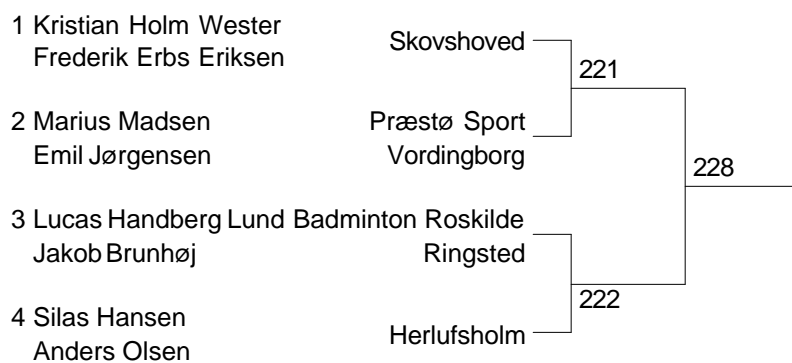 1 Kristian Holm Wester
Frederik Erbs Eriksen
Skovshoved
221
2 Marius Madsen
Præstø Sport
Emil Jørgensen
Vordingborg
228
3 Lucas Handberg Lund Badminton Roskilde
Jakob Brunhøj
Ringsted
222
4 Silas Hansen
Herlufsholm
Anders Olsen